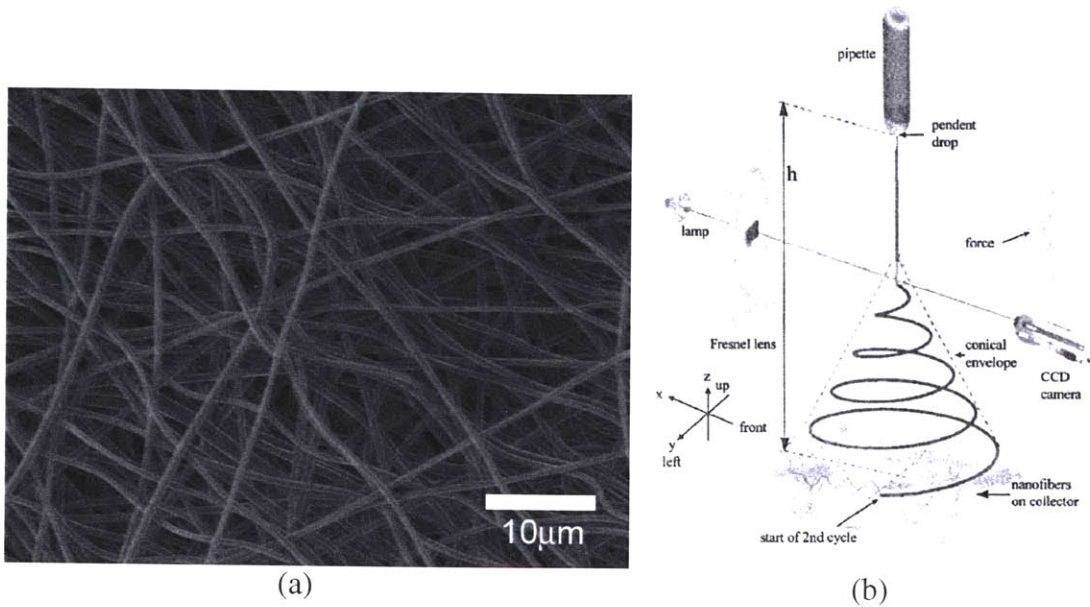 10μm
(a)
pipette
pendent
drop
h
lamp
force
Fresnel lens
conical
envelope
CCD
camera
z
up
x
front
y
left
nanofibers
on collector
start of 2nd cycle
(b)